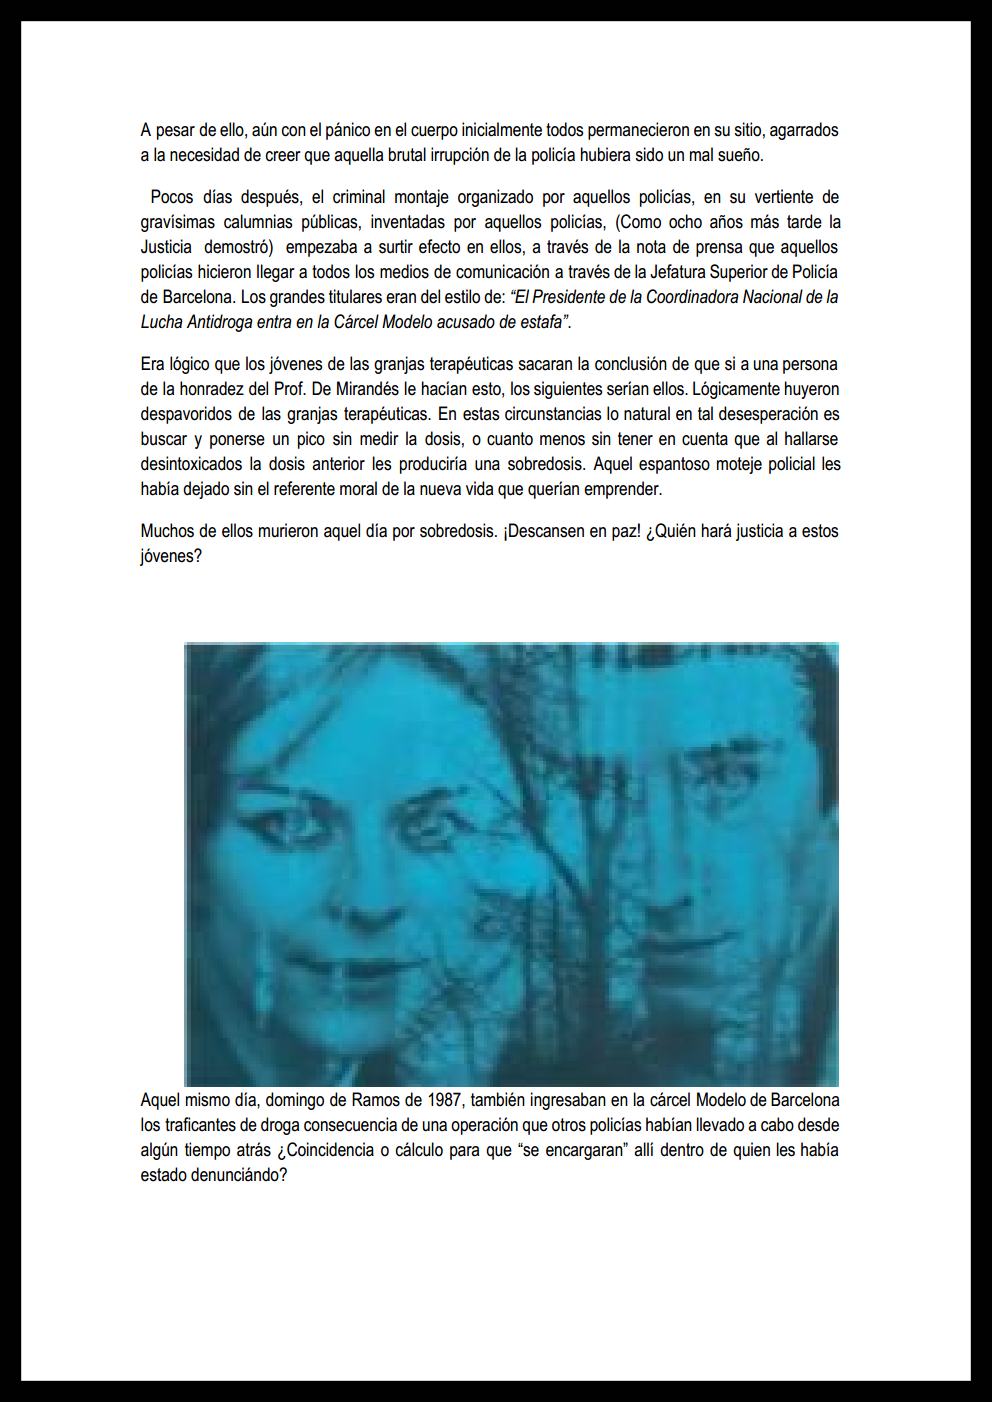 A pesar de ello, aún con el pánico en el cuerpo inicialmente todos permanecieron en su sitio, agarrados
a la necesidad de creer que aquella brutal irrupción de la policía hubiera sido un mal sueño.
Pocos días después, el criminal montaje organizado por aquellos policías, en su vertiente de
gravísimas calumnias públicas, inventadas por aquellos policías, (Como ocho años más tarde la
Justicia demostró) empezaba a surtir efecto en ellos, a través de la nota de prensa que aquellos
policías hicieron llegar a todos los medios de comunicación a través de la Jefatura Superior de Policía
de Barcelona. Los grandes titulares eran del estilo de: “El Presidente de la Coordinadora Nacional de la
Lucha Antidroga entra en la Cárcel Modelo acusado de estafa”.
Era lógico que los jóvenes de las granjas terapéuticas sacaran la conclusión de que si a una persona
de la honradez del Prof. De Mirandés le hacían esto, los siguientes serían ellos. Lógicamente huyeron
despavoridos de las granjas terapéuticas. En estas circunstancias lo natural en tal desesperación es
buscar y ponerse un pico sin medir la dosis, o cuanto menos sin tener en cuenta que al hallarse
desintoxicados la dosis anterior les produciría una sobredosis. Aquel espantoso moteje policial les
había dejado sin el referente moral de la nueva vida que querían emprender.
Muchos de ellos murieron aquel día por sobredosis. ¡Descansen en paz! ¿Quién hará justicia a estos
jóvenes?
Aquel mismo día, domingo de Ramos de 1987, también ingresaban en la cárcel Modelo de Barcelona
los traficantes de droga consecuencia de una operación que otros policías habían llevado a cabo desde
algún tiempo atrás ¿Coincidencia o cálculo para que “se encargaran” allí dentro de quien les había
estado denunciándo?